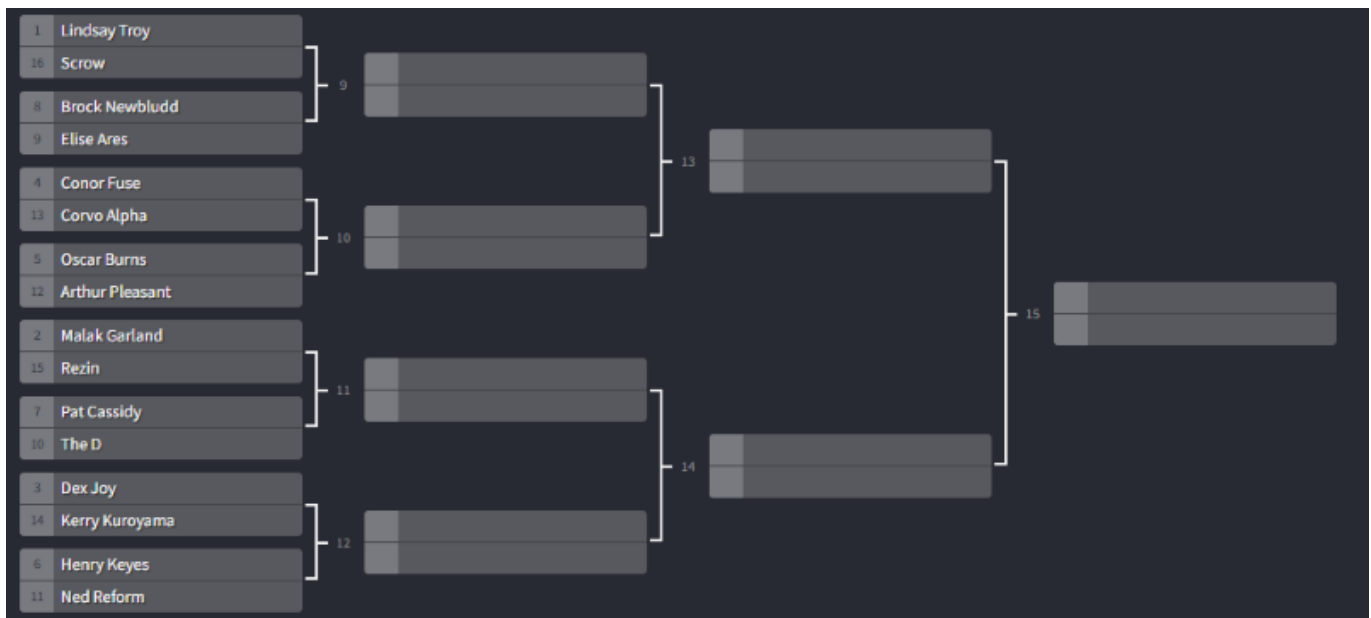 1 Lindsay Troy
16 Scrow
9
8 Brock Newbludd
9 Elise Ares
13
4 Conor Fuse
13 Corvo Alpha
10
5 Oscar Burns
12 Arthur Pleasant
15
2 Malak Garland
15 Rezin
11
7 Pat Cassidy
10 The D
14
3 Dex Joy
14 Kerry Kuroyama
12
6 Henry Keyes
11 Ned Reform